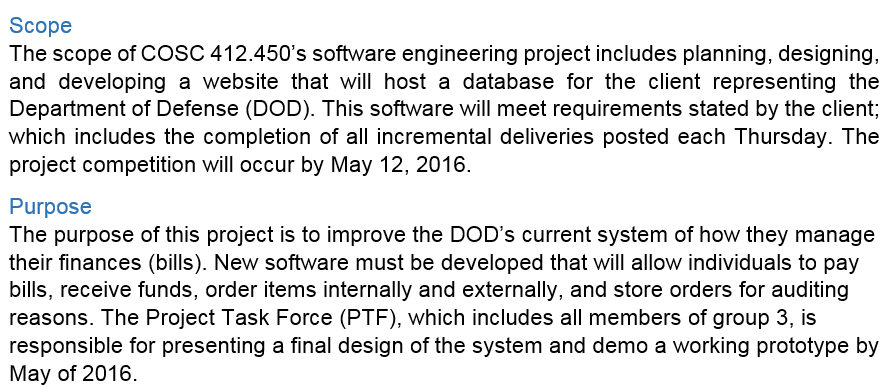 Scope
The scope of COSC 412.450's software engineering project includes planning, designing,
and developing a website that will host a database for the client representing the
Department of Defense (DOD). This software will meet requirements stated by the client;
which includes the completion of all incremental deliveries posted each Thursday. The
project competition will occur by May 12, 2016.
Purpose
The purpose of this project is to improve the DOD's current system of how they manage
their finances (bills). New software must be developed that will allow individuals to pay
bills, receive funds, order items internally and externally, and store orders for auditing
reasons. The Project Task Force (PTF), which includes all members of group 3, is
responsible for presenting a final design of the system and demo a working prototype by
May of 2016.